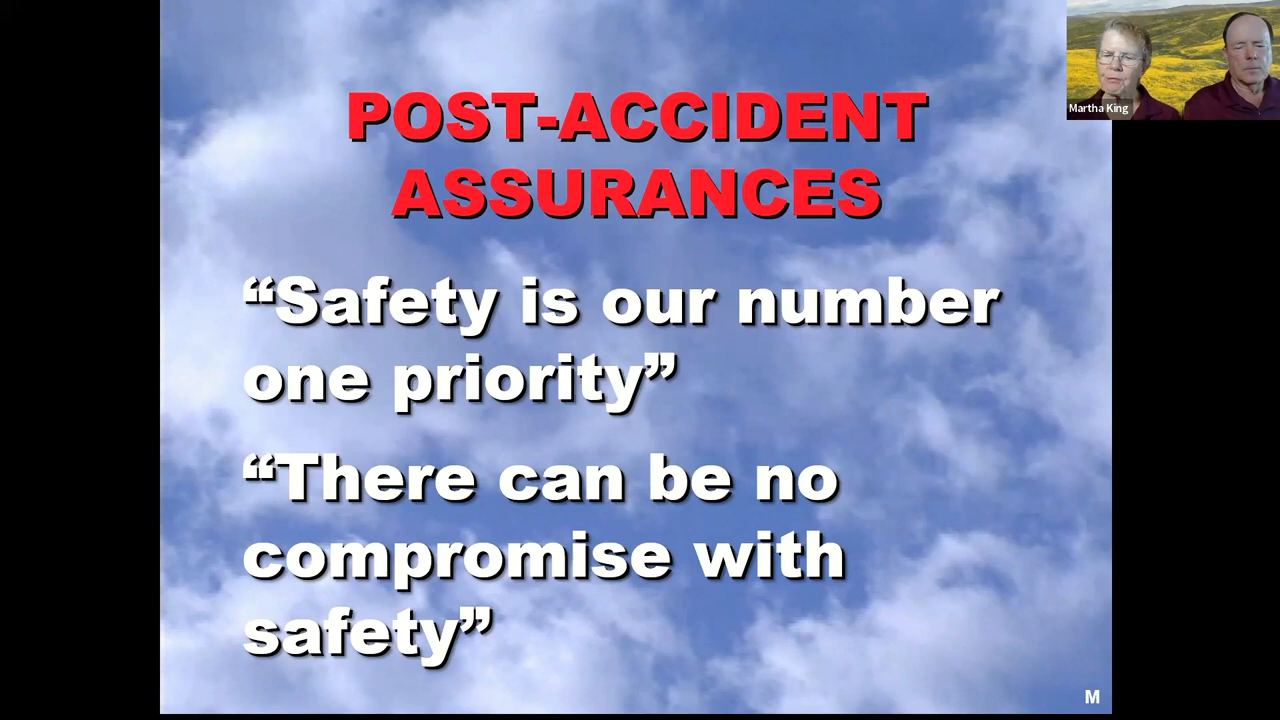 POST-ACCIDENT
ASSURANCES
“Safety is our number
one priority”
“There can be no
compromise with
safety”
Martha King
M